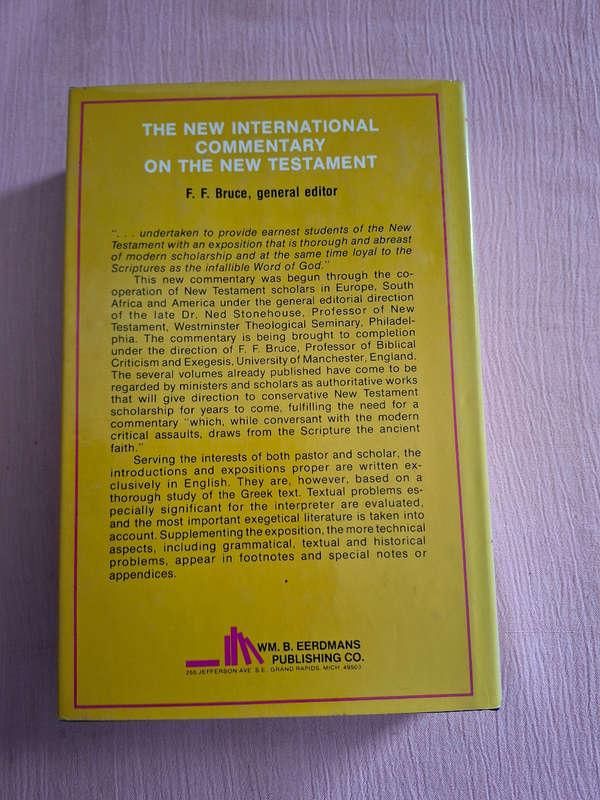 THE NEW INTERNATIONAL
COMMENTARY
ON THE NEW TESTAMENT
F. F. Bruce, general editor
". . . undertaken to provide earnest students of the New
Testament with an exposition that is thorough and abreast
of modern scholarship and at the same time loyal to the
Scriptures as the infallible Word of God."
This new commentary was begun through the co-
operation of New Testament scholars in Europe, South
Africa and America under the general editorial direction
of the late Dr. Ned Stonehouse, Professor of New
Testament, Westminster Theological Seminary, Philadel-
phia. The commentary is being brought to completion
under the direction of F. F. Bruce, Professor of Biblical
Criticism and Exegesis, University of Manchester, England.
The several volumes already published have come to be
regarded by ministers and scholars as authoritative works
that will give direction to conservative New Testament
scholarship for years to come, fulfilling the need for a
commentary "which, while conversant with the modern
critical assaults, draws from the Scripture the ancient
faith."
Serving the interests of both pastor and scholar, the
introductions and expositions proper are written ex-
clusively in English. They are, however, based on a
thorough study of the Greek text. Textual problems es-
pecially significant for the interpreter are evaluated,
and the most important exegetical literature is taken into
account. Supplementing the exposition, the more technical
aspects, including grammatical, textual and historical
problems, appear in footnotes and special notes or
appendices.
WM. B. EERDMANS
PUBLISHING CO.
255 JEFFERSON AVE. S.E. GRAND RAPIDS, MICH. 49503